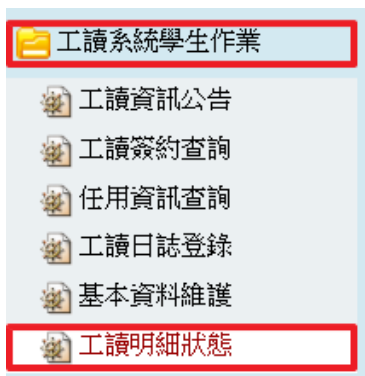 工讀系統學生作業
工讀資訊公告
工讀簽約查詢
任用資訊查詢
工讀日誌登錄
基本資料維護
工讀明細狀態